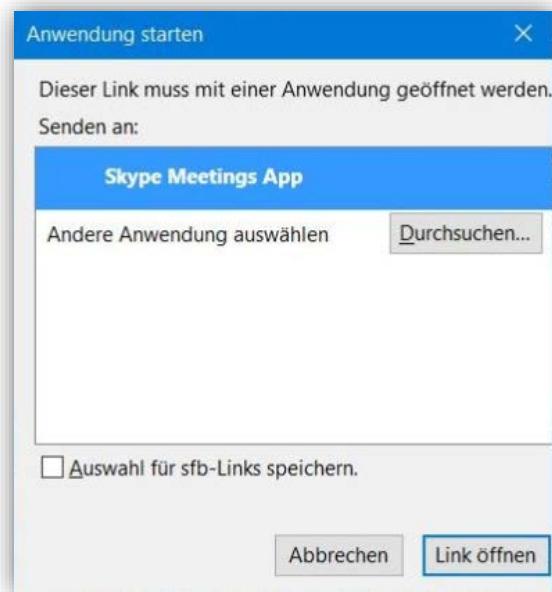 Anwendung starten
Dieser Link muss mit einer Anwendung geöffnet werden.
Senden an:
Skype Meetings App
Andere Anwendung auswählen
Durchsuchen...
Auswahl für sfb-Links speichern.
Abbrechen
Link öffnen